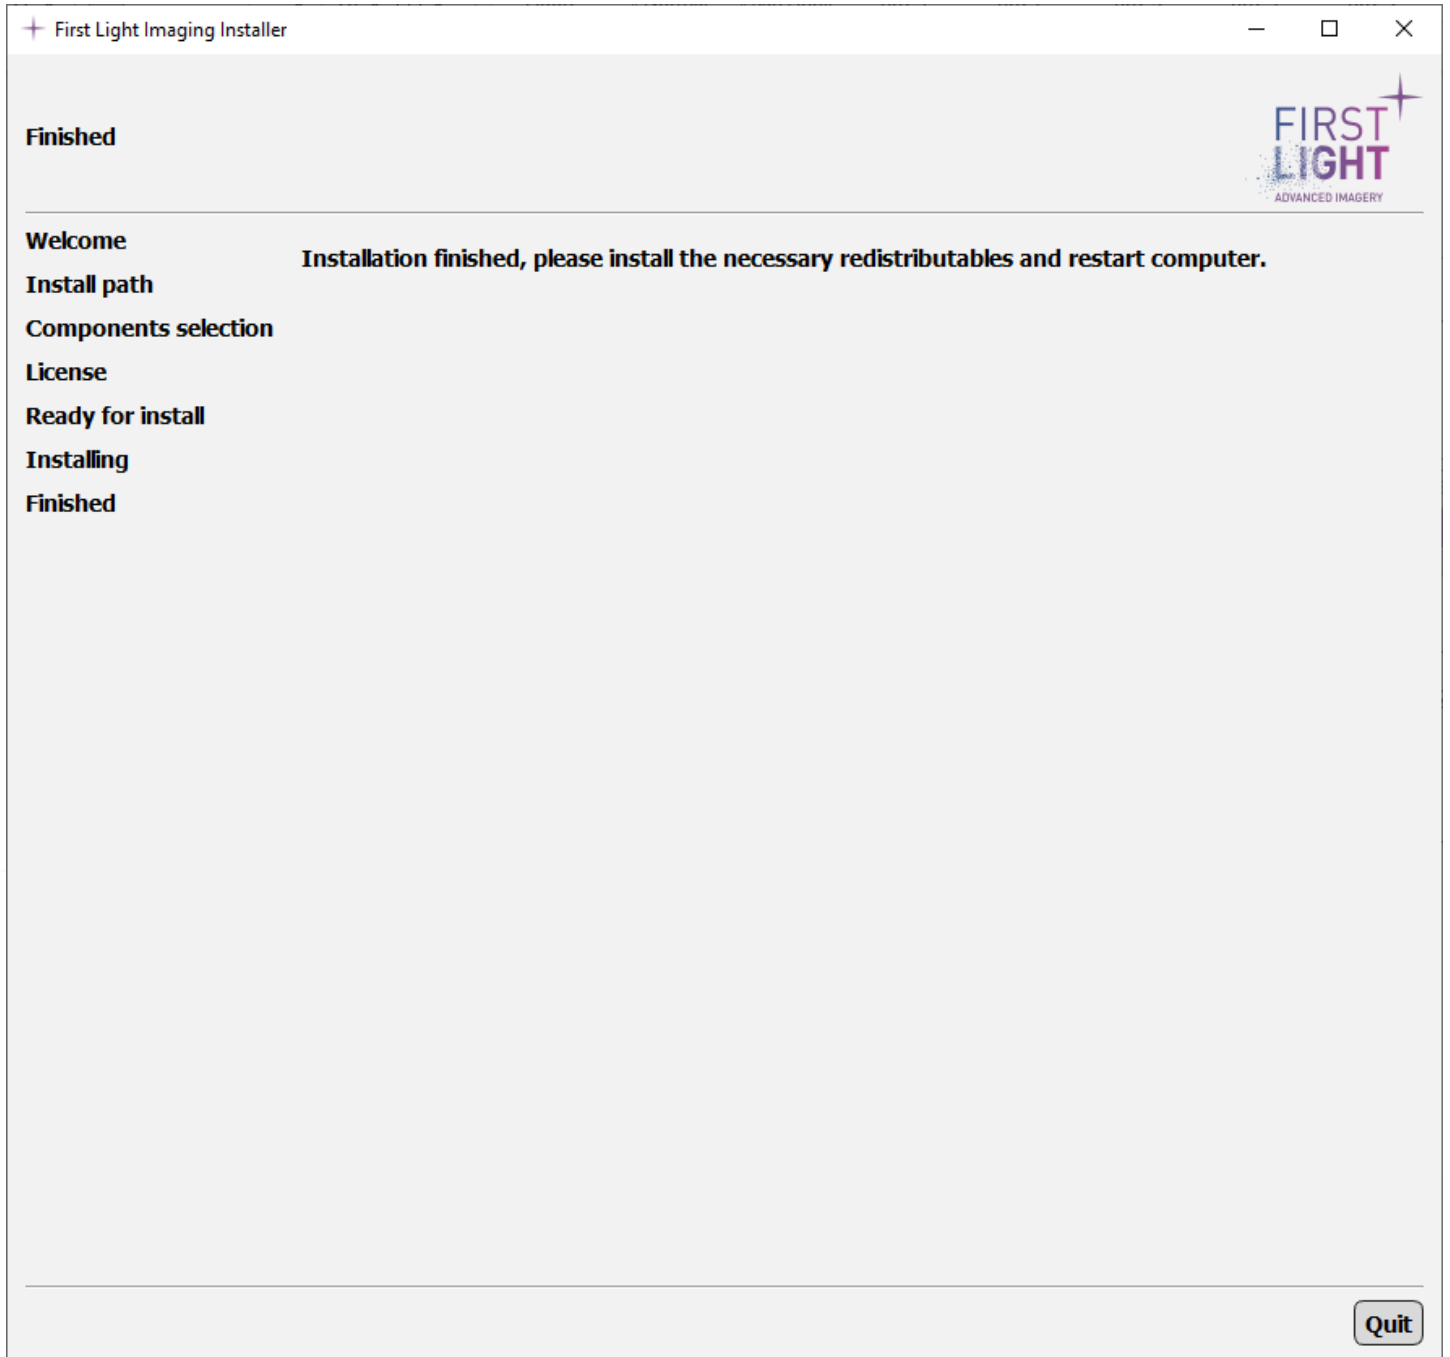 First Light Imaging Installer
Finished
FIRST
LIGHT
ADVANCED IMAGERY
Welcome
Installation finished, please install the necessary redistributables and restart computer.
Install path
Components selection
License
Ready for install
Installing
Finished
Quit